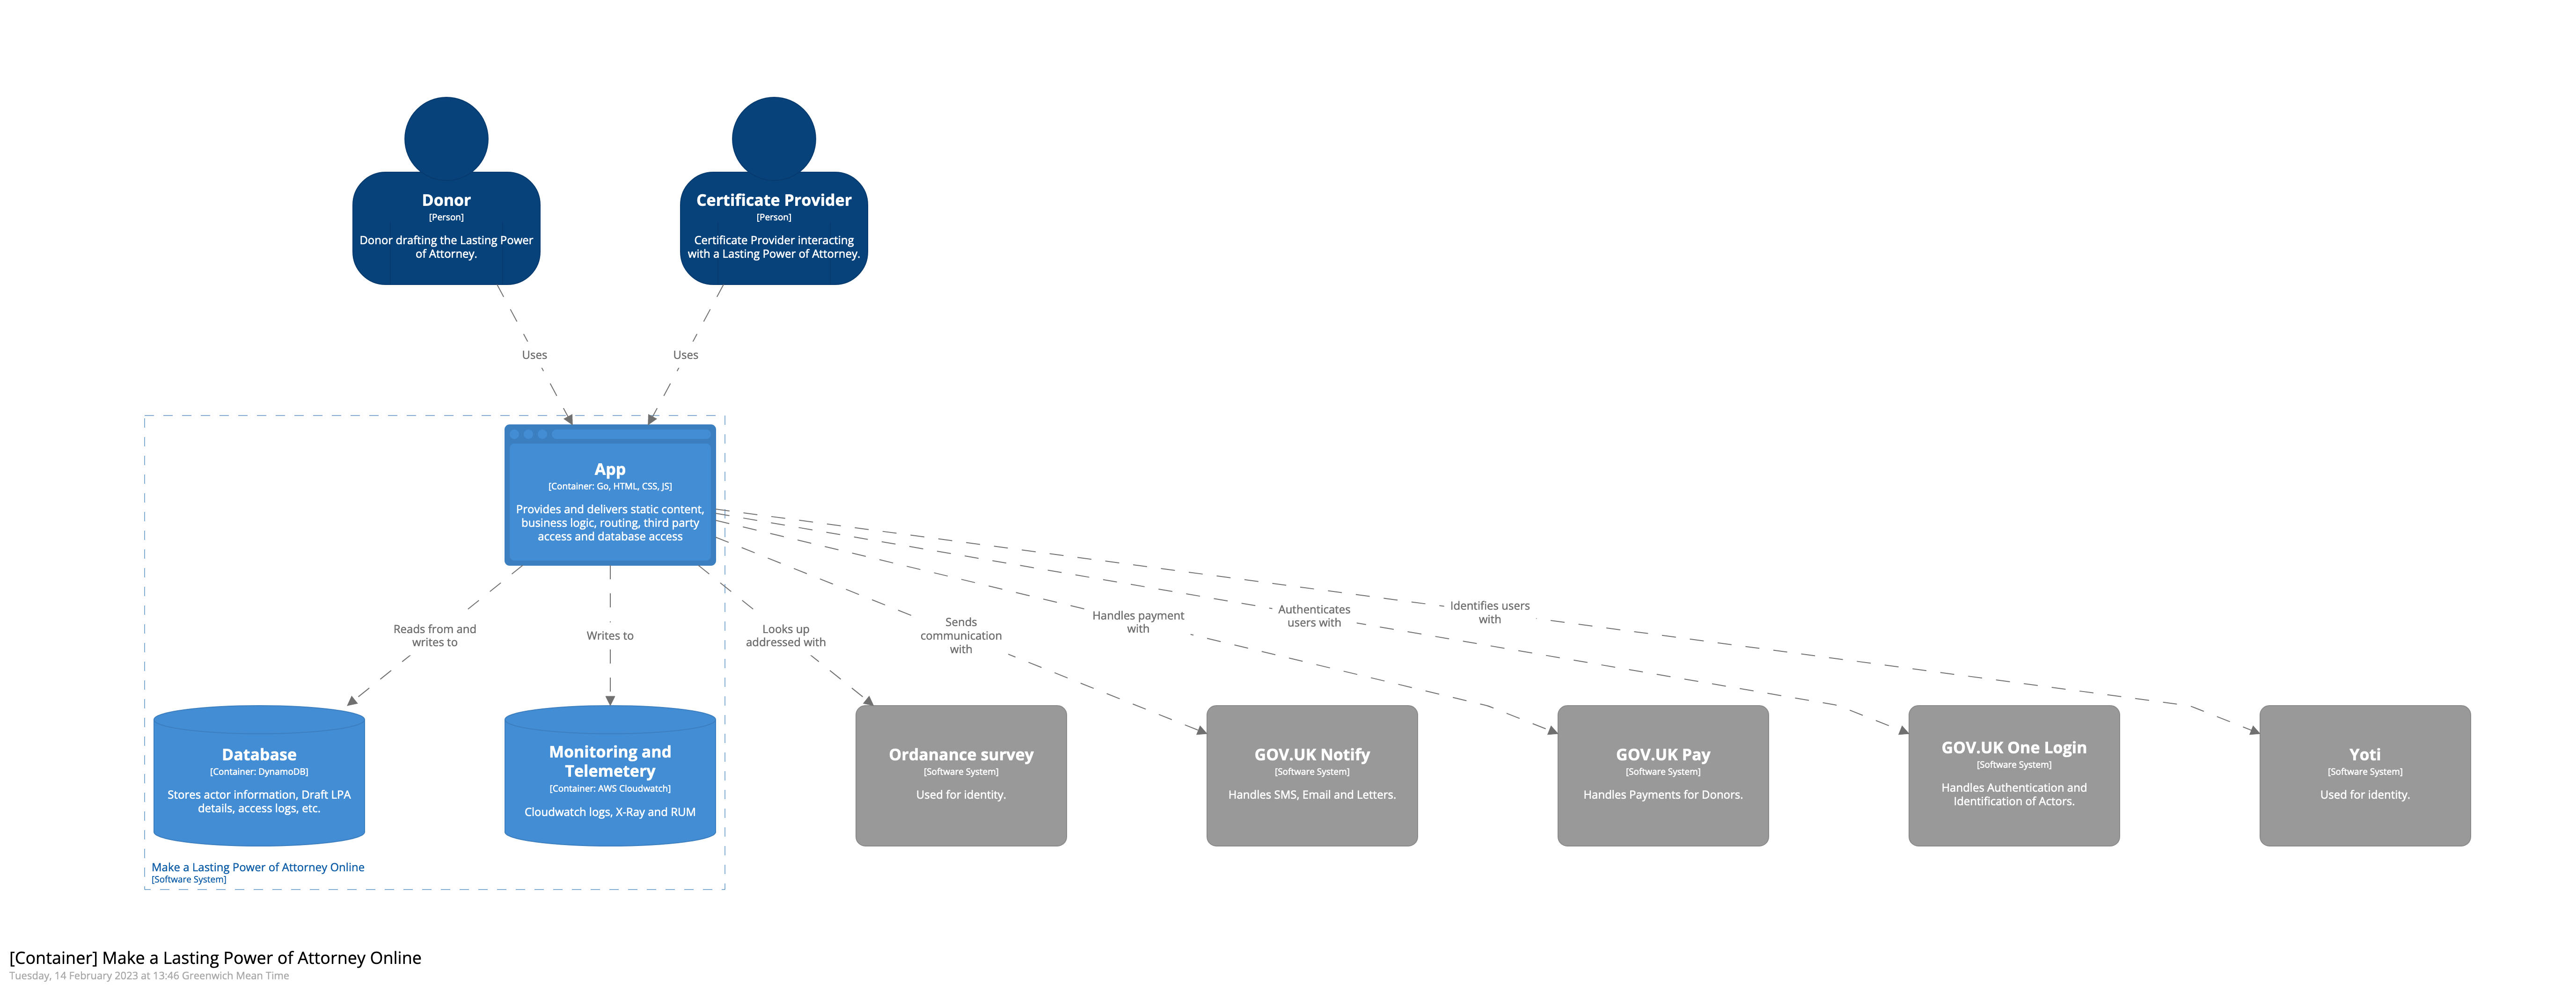 Donor
[Person]
Donor drafting the Lasting Power
of Attorney.
Certificate Provider
[Person]
Certificate Provider interacting
with a Lasting Power of Attorney.
Uses
Uses
App
[Container: Go, HTML, CSS, JS]
Provides and delivers static content,
business logic, routing, third party
access and database access
Reads from and
writes to
Writes to
Looks up
addressed with
Sends
communication
with
Handles payment
with
Authenticates
users with
Identifies users
with
Database
[Container: DynamoDB]
Stores actor information, Draft LPA
details, access logs, etc.
Monitoring and
Telemetery
[Container: AWS Cloudwatch]
Cloudwatch logs, X-Ray and RUM
Ordanance survey
[Software System]
Used for identity.
GOV.UK Notify
[Software System]
Handles SMS, Email and Letters.
GOV.UK Pay
[Software System]
Handles Payments for Donors.
GOV.UK One Login
[Software System]
Handles Authentication and
Identification of Actors.
Yoti
[Software System]
Used for identity.
Make a Lasting Power of Attorney Online
[Software System]
[Container] Make a Lasting Power of Attorney Online
Tuesday, 14 February 2023 at 13:46 Greenwich Mean Time